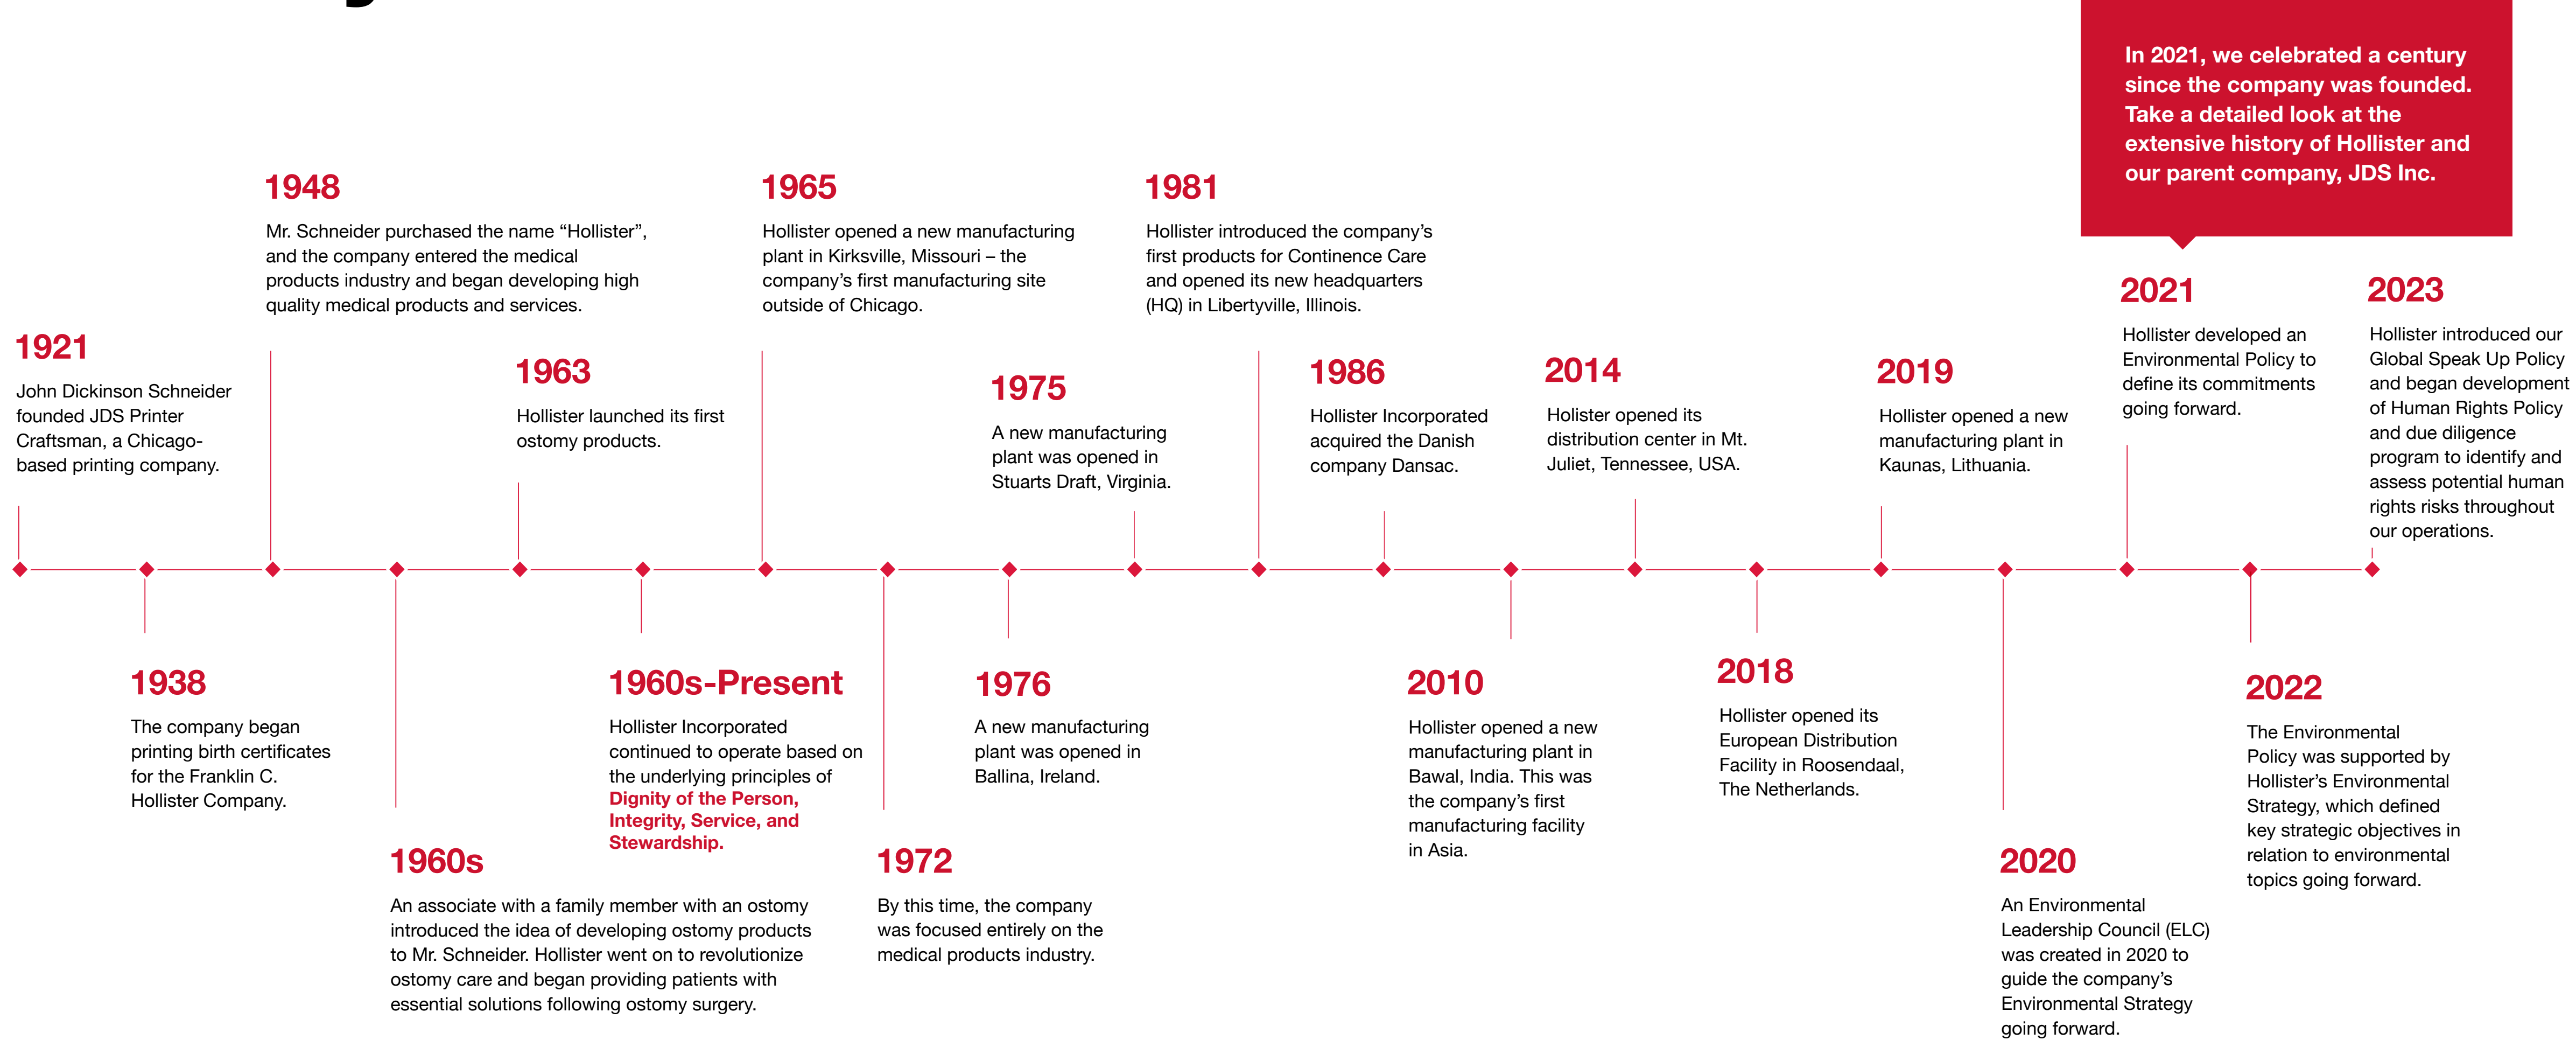 In 2021, we celebrated a century
since the company was founded.
Take a detailed look at the
extensive history of Hollister and
our parent company, JDS Inc.
1921
John Dickinson Schneider
founded JDS Printer
Craftsman, a Chicago-
based printing company.
1938
The company began
printing birth certificates
for the Franklin C.
Hollister Company.
1948
Mr. Schneider purchased the name “Hollister”,
and the company entered the medical
products industry and began developing high
quality medical products and services.
1960s
An associate with a family member with an ostomy
introduced the idea of developing ostomy products
to Mr. Schneider. Hollister went on to revolutionize
ostomy care and began providing patients with
essential solutions following ostomy surgery.
1963
Hollister launched its first
ostomy products.
1960s-Present
Hollister Incorporated
continued to operate based on
the underlying principles of
Dignity of the Person,
Integrity, Service, and
Stewardship.
1965
Hollister opened a new manufacturing
plant in Kirksville, Missouri – the
company’s first manufacturing site
outside of Chicago.
1972
By this time, the company
was focused entirely on the
medical products industry.
1975
A new manufacturing
plant was opened in
Stuarts Draft, Virginia.
1976
A new manufacturing
plant was opened in
Ballina, Ireland.
1981
Hollister introduced the company’s
first products for Continence Care
and opened its new headquarters
(HQ) in Libertyville, Illinois.
1986
Hollister Incorporated
acquired the Danish
company Dansac.
2010
Hollister opened a new
manufacturing plant in
Bawal, India. This was
the company’s first
manufacturing facility
in Asia.
2014
Holister opened its
distribution center in Mt.
Juliet, Tennessee, USA.
2018
Hollister opened its
European Distribution
Facility in Roosendaal,
The Netherlands.
2019
Hollister opened a new
manufacturing plant in
Kaunas, Lithuania.
2020
An Environmental
Leadership Council (ELC)
was created in 2020 to
guide the company’s
Environmental Strategy
going forward.
2021
Hollister developed an
Environmental Policy to
define its commitments
going forward.
2022
The Environmental
Policy was supported by
Hollister’s Environmental
Strategy, which defined
key strategic objectives in
relation to environmental
topics going forward.
2023
Hollister introduced our
Global Speak Up Policy
and began development
of Human Rights Policy
and due diligence
program to identify and
assess potential human
rights risks throughout
our operations.